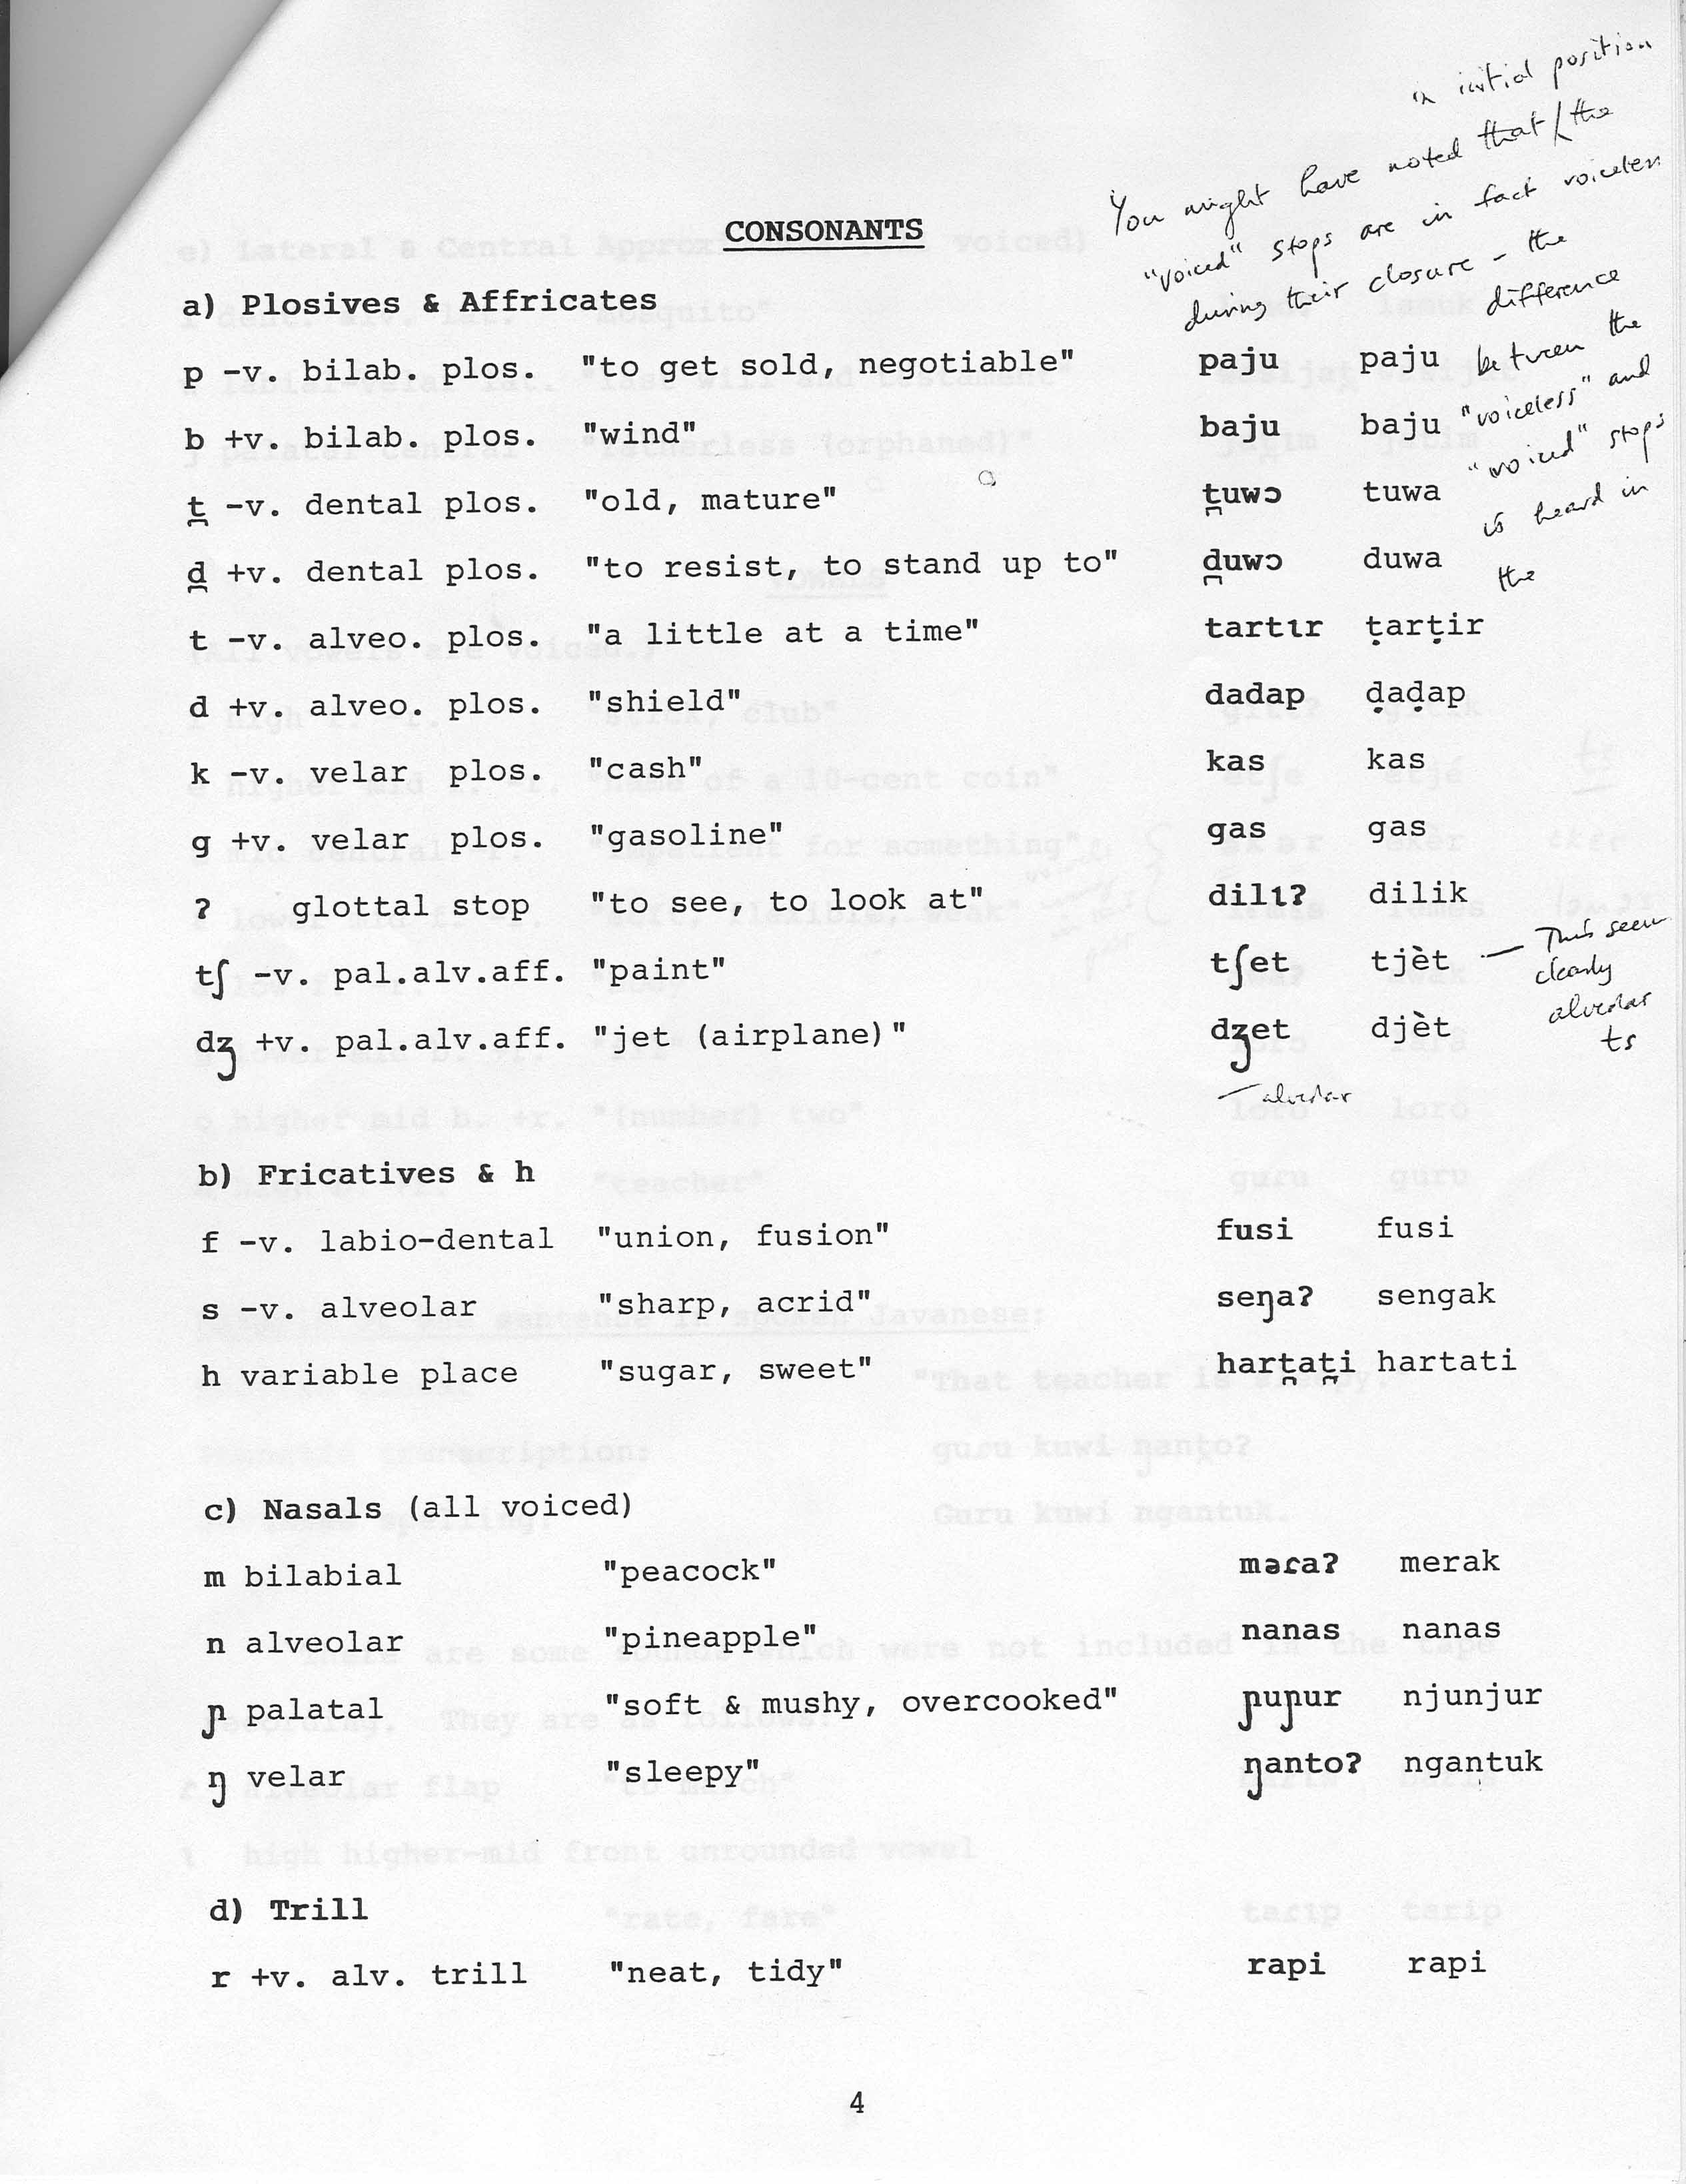 in initial position
You might have noted that / the
"voiced" stops are in fact voiceless
during their closure - the
difference
between the
"voiceless" and
"voiced" stops
is heard in
the
CONSONANTS
a) Plosives & Affricates
p -v. bilab. plos. "to get sold, negotiable" paju paju
b +v. bilab. plos. "wind" baju baju
t̪ -v. dental plos. "old, mature" t̪uwɔ tuwa
d̪ +v. dental plos. "to resist, to stand up to" d̪uwɔ duwa
t -v. alveo. plos. "a little at a time" tartɩr ṭarṭir
d +v. alveo. plos. "shield" dadap ḍaḍap
k -v. velar plos. "cash" kas kas
g +v. velar plos. "gasoline" gas gas
ʔ glottal stop "to see, to look at" dilɩʔ dilik
tʃ -v. pal.alv.aff. "paint" tʃet tjèt
— This seem
clearly
alveolar
ts
dʒ +v. pal.alv.aff. "jet (airplane)" dʒet djèt
— alveolar
b) Fricatives & h
f -v. labio-dental "union, fusion" fusi fusi
s -v. alveolar "sharp, acrid" seŋaʔ sengak
h variable place "sugar, sweet" hart̪at̪i hartati
c) Nasals (all voiced)
m bilabial "peacock" məɾaʔ merak
n alveolar "pineapple" nanas nanas
ɲ palatal "soft & mushy, overcooked" ɲuɲur njunjur
ŋ velar "sleepy" ŋantoʔ ngantuk
d) Trill
r +v. alv. trill "neat, tidy" rapi rapi
4